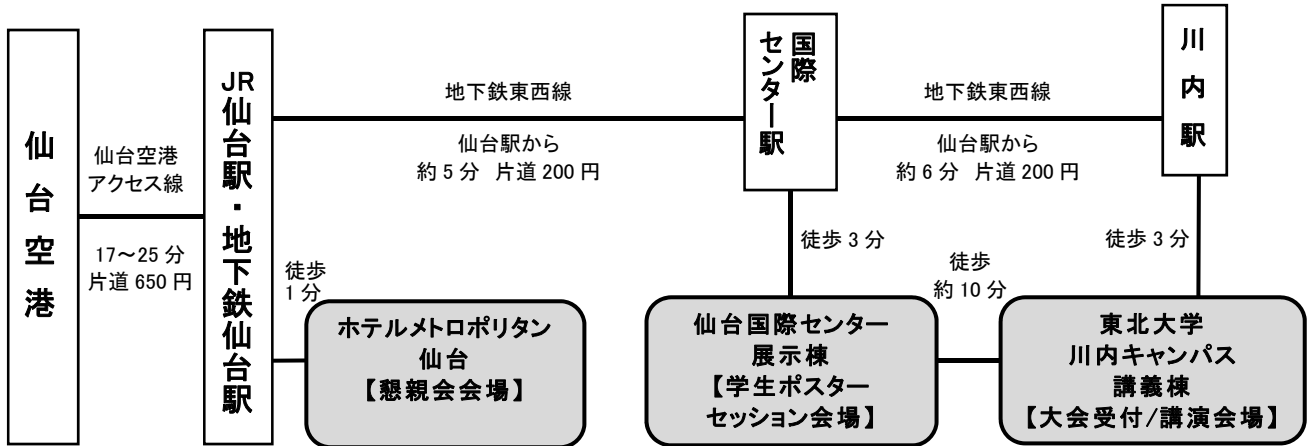 仙台空港
仙台空港
アクセス線
17～25 分
片道 650 円
JR仙台駅・地下鉄仙台駅
地下鉄東西線
仙台駅から
約 5 分 片道 200 円
国際
センター駅
地下鉄東西線
仙台駅から
約 6 分 片道 200 円
川内駅
徒歩
1 分
徒歩 3 分
徒歩
約 10 分
徒歩 3 分
ホテルメトロポリタン
仙台
【懇親会会場】
仙台国際センター
展示棟
【学生ポスター
セッション会場】
東北大学
川内キャンパス
講義棟
【大会受付/講演会場】